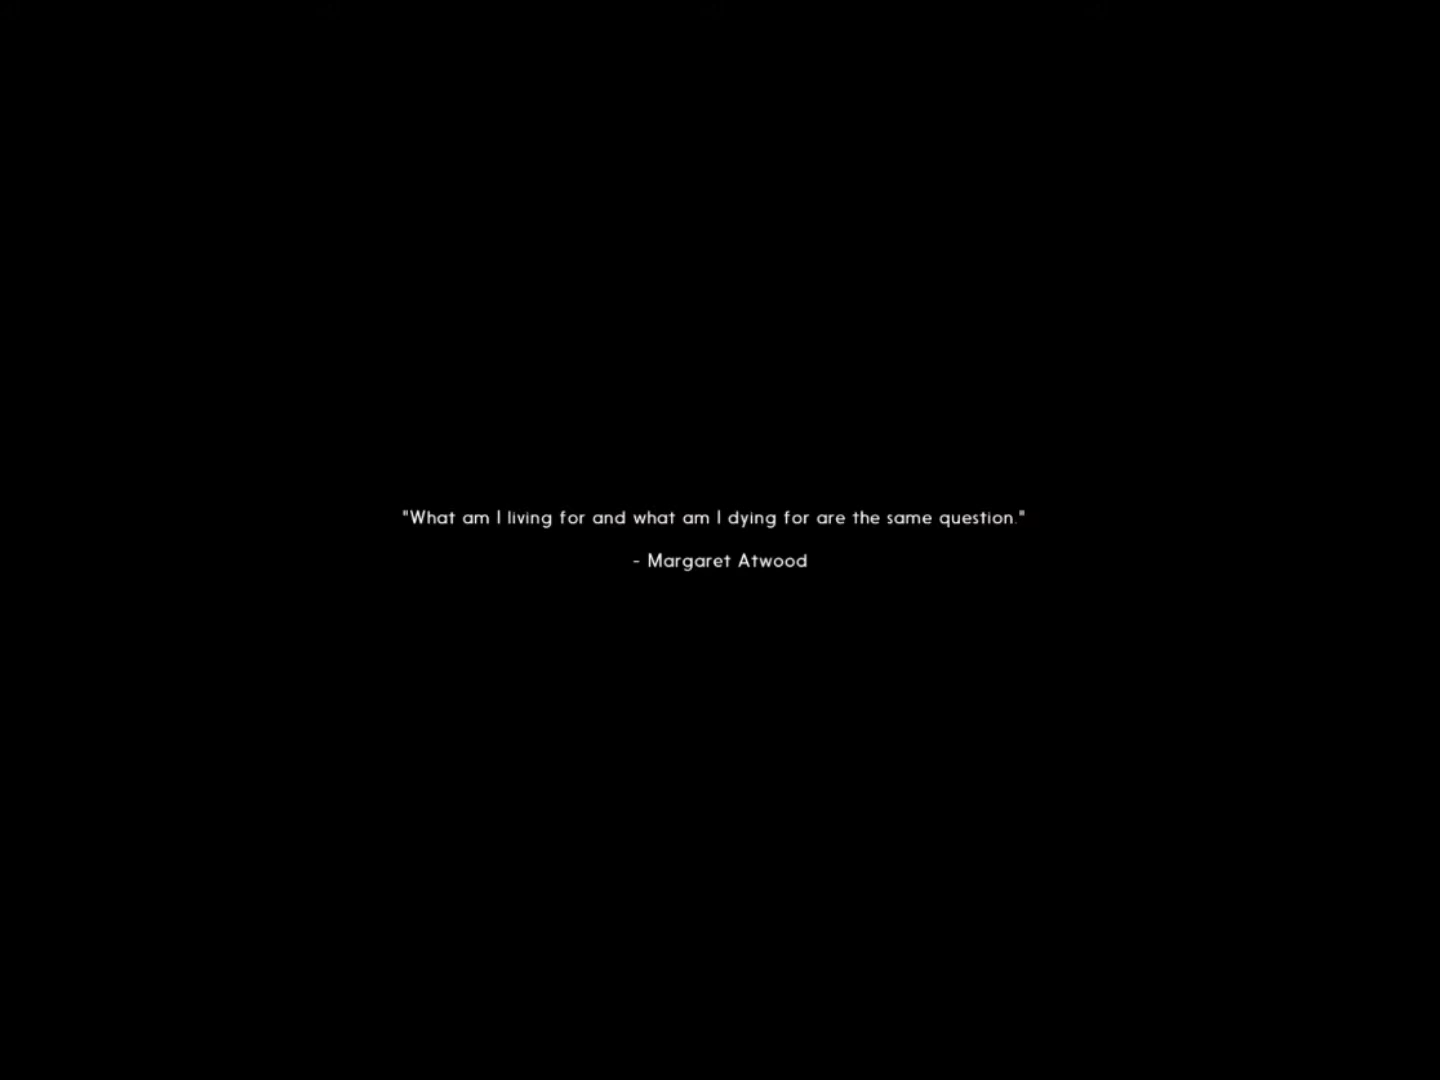 "What am I living for and what am I dying for are the same question."
- Margaret Atwood